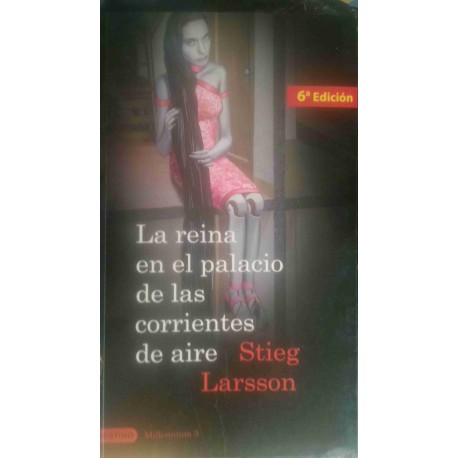 6ª Edición
La reina
en el palacio
de las
corrientes
de aire Stieg
Larsson
Millennium 3